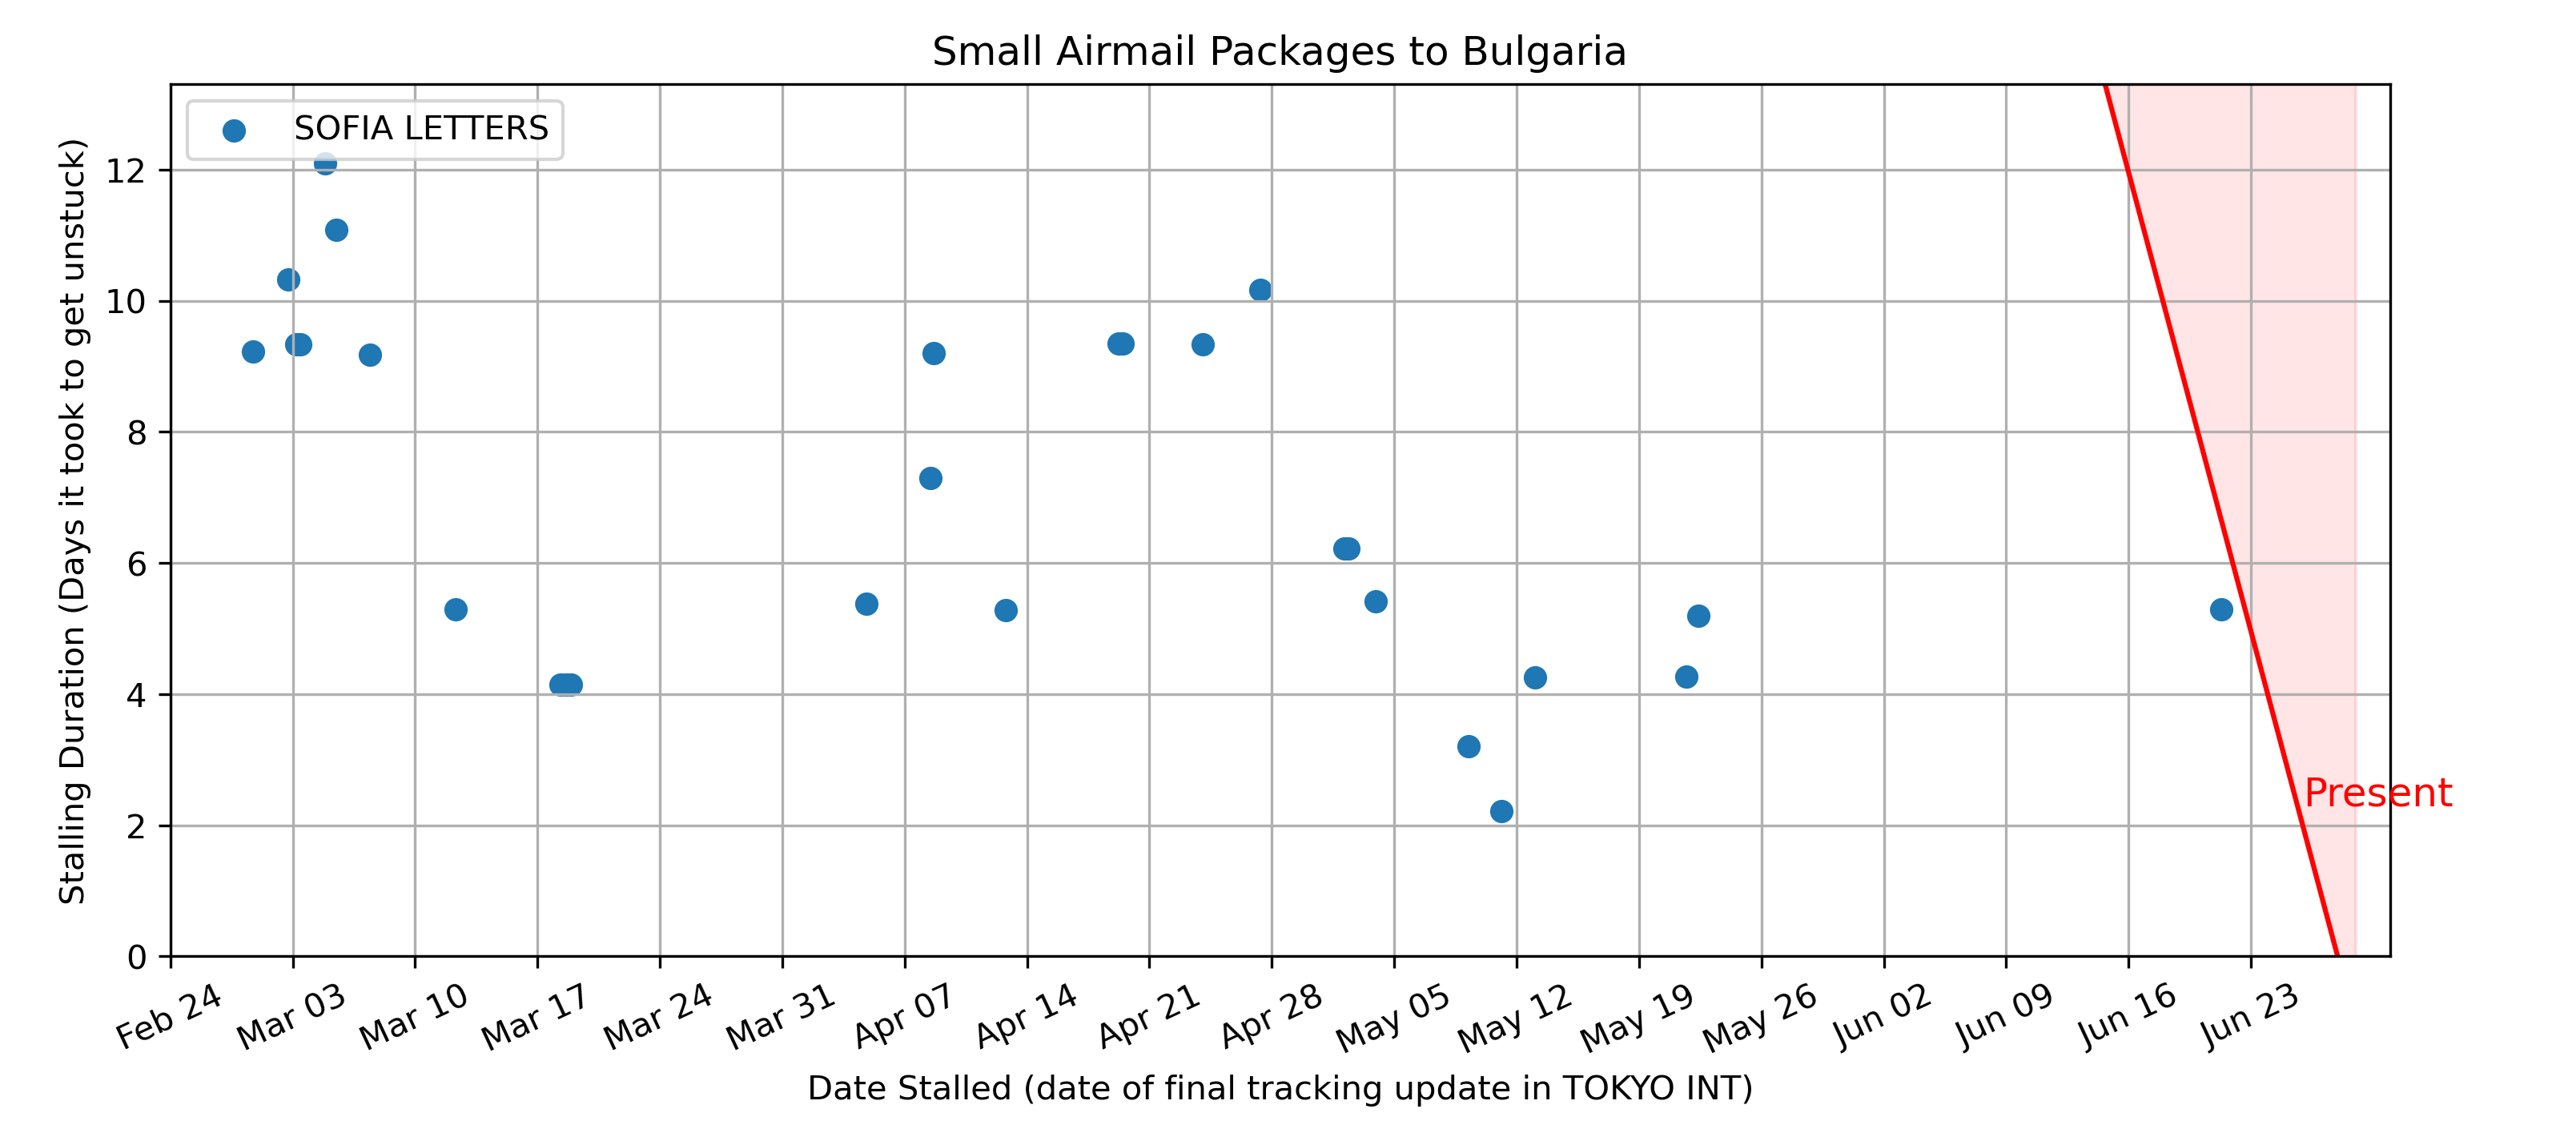 Small Airmail Packages to Bulgaria
SOFIA LETTERS
Stalling Duration (Days it took to get unstuck)
12
10
8
6
4
2
0
Present
Feb 24
Mar 03
Mar 10
Mar 17
Mar 24
Mar 31
Apr 07
Apr 14
Apr 21
Apr 28
May 05
May 12
May 19
May 26
Jun 02
Jun 09
Jun 16
Jun 23
Date Stalled (date of final tracking update in TOKYO INT)